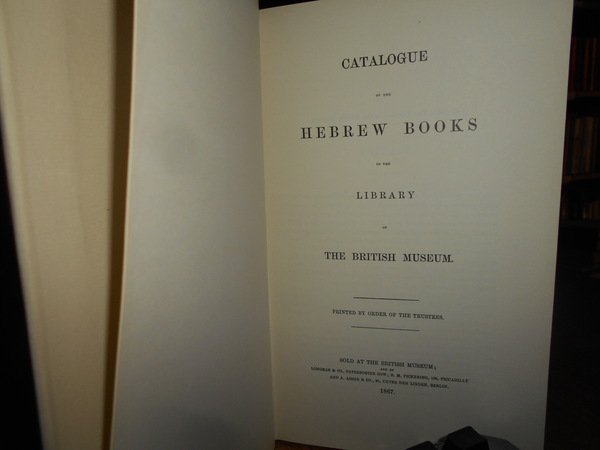 CATALOGUE
OF THE
HEBREW BOOKS
IN THE
LIBRARY
OF
THE BRITISH MUSEUM.
PRINTED BY ORDER OF THE TRUSTEES.
SOLD AT THE BRITISH MUSEUM;
AND BY
LONGMAN & CO., PATERNOSTER ROW; B. M. PICKERING, 196, PICCADILLY
AND A. ASHER & CO., UNTER DEN LINDEN, BERLIN.
1867.